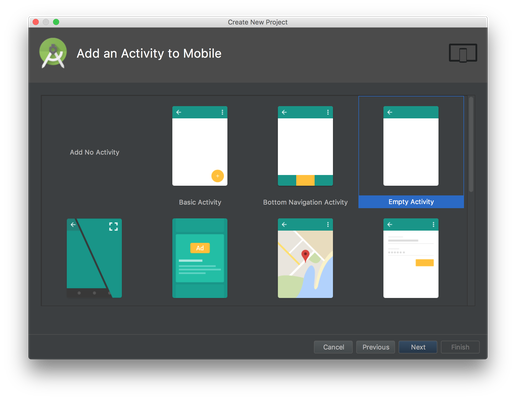 Create New Project
Add an Activity to Mobile
Add No Activity
Basic Activity
Bottom Navigation Activity
Empty Activity
Ad
Cancel
Previous
Next
Finish